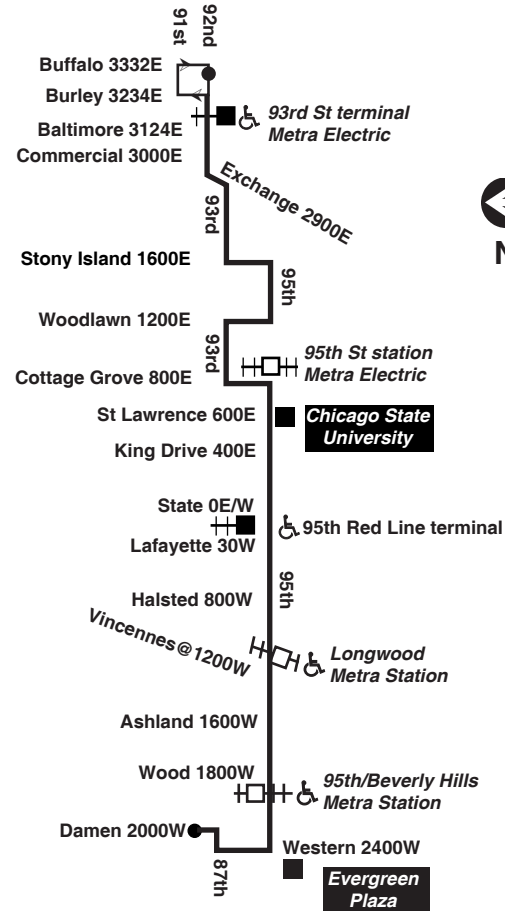 91st
92nd
Buffalo 3332E
Burley 3234E
Baltimore 3124E
93rd St terminal
Metra Electric
Commercial 3000E
Exchange 2900E
93rd
N
Stony Island 1600E
95th
Woodlawn 1200E
93rd
95th St station
Metra Electric
Cottage Grove 800E
St Lawrence 600E
Chicago State
University
King Drive 400E
State 0E/W
95th Red Line terminal
Lafayette 30W
95th
Halsted 800W
Vincennes@1200W
Longwood
Metra Station
Ashland 1600W
Wood 1800W
95th/Beverly Hills
Metra Station
Damen 2000W
87th
Western 2400W
Evergreen
Plaza